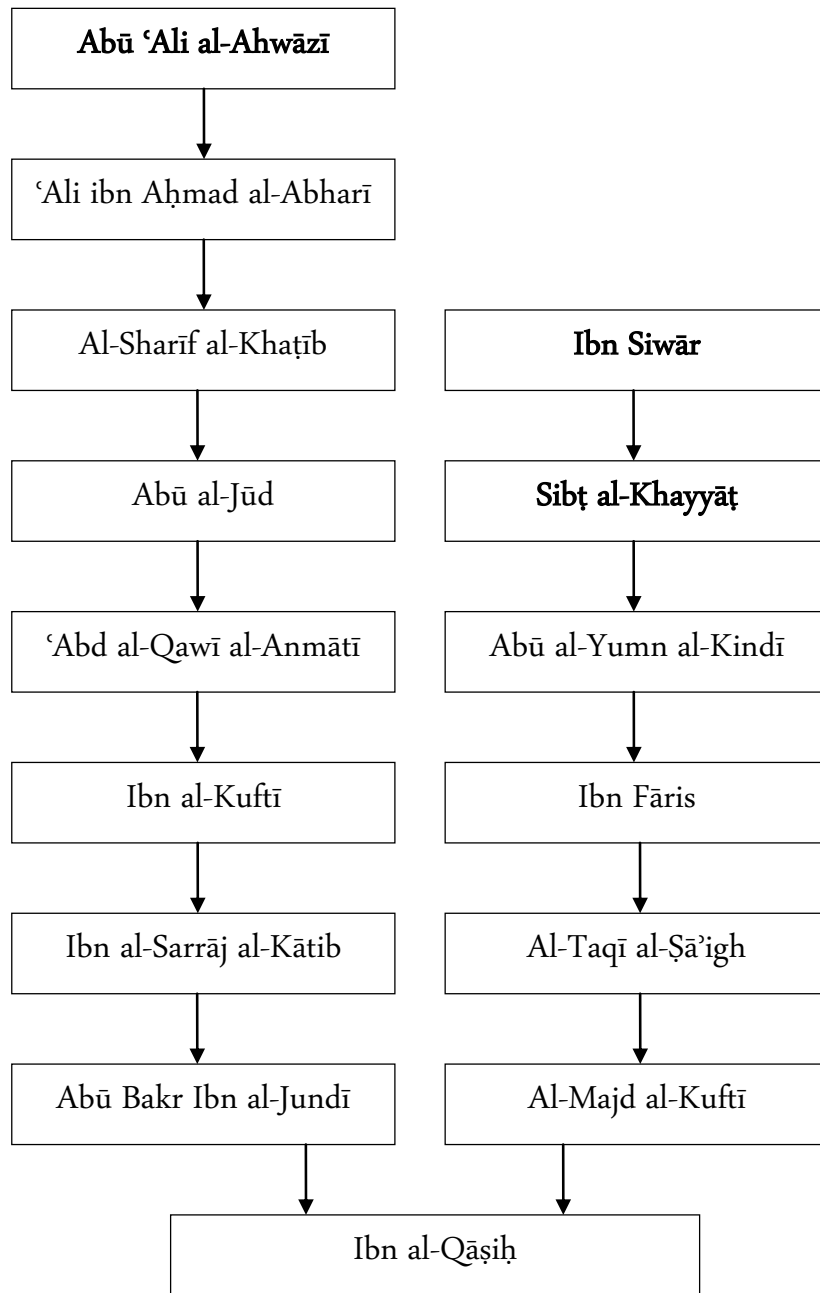 Abū ʿAli al-Ahwāzī
ʿAli ibn Aḥmad al-Abharī
Al-Sharīf al-Khaṭīb
Ibn Siwār
Abū al-Jūd
Sibṭ al-Khayyāṭ
ʿAbd al-Qawī al-Anmātī
Abū al-Yumn al-Kindī
Ibn al-Kuftī
Ibn Fāris
Ibn al-Sarrāj al-Kātib
Al-Taqī al-Ṣāʾigh
Abū Bakr Ibn al-Jundī
Al-Majd al-Kuftī
Ibn al-Qāṣiḥ